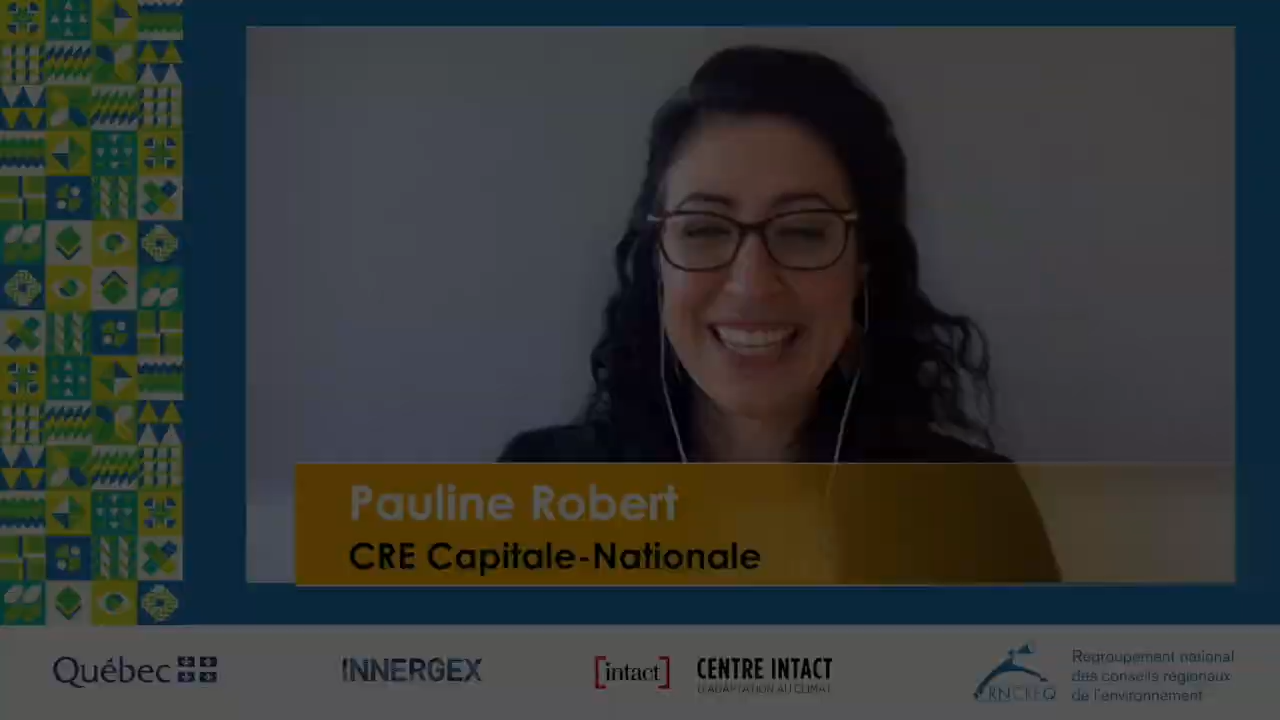 Pauline Robert
CRE Capitale-Nationale
Québec
INNERGEX
[intact]
CENTRE INTACT
D'ADAPTATION AU CLIMAT
RNCREQ
Regroupement national
des conseils régionaux
de l'environnement